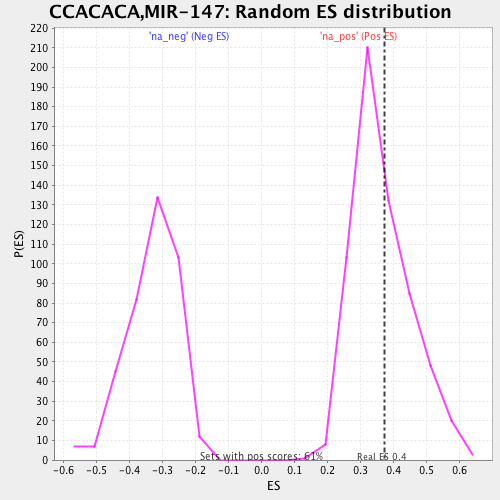 CCACACA,MIR-147: Random ES distribution
'na_neg' (Neg ES)
'na_pos' (Pos ES)
220
210
200
190
180
170
160
150
140
130
120
110
100
90
80
70
60
50
40
30
20
10
0
P(ES)
Sets with pos scores: 61%
Real ES 0.4
-0.6 -0.5 -0.4 -0.3 -0.2 -0.1 0.0 0.1 0.2 0.3 0.4 0.5 0.6
ES